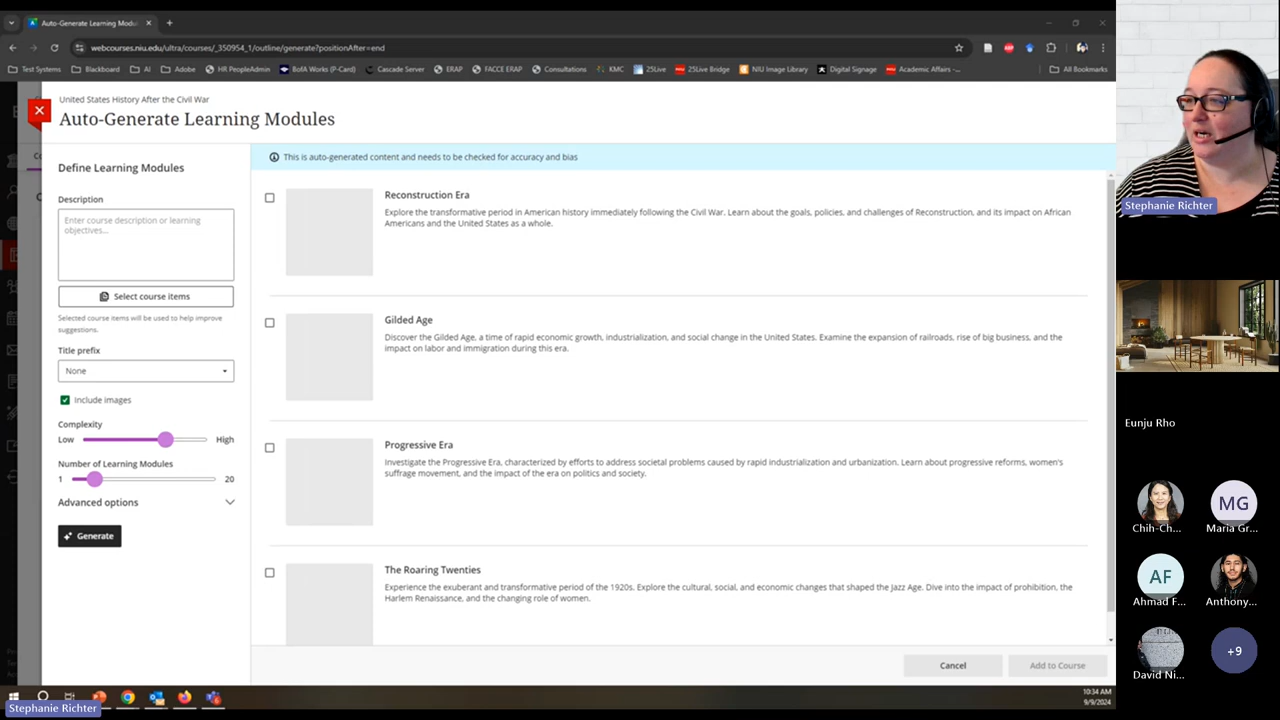 Auto-Generate Learning Modu
webcourses.niu.edu/ultra/courses/_350954_1/outline/generate?positionAfter=end
Test Systems Blackboard AI Adobe HR PeopleAdmin BofA Works (P-Card) Cascade Server ERAP FACCE ERAP Consultations KMC 25Live 25Live Bridge NIU Image Library Digital Signage Academic Affairs -... All Bookmarks
United States History After the Civil War
Auto-Generate Learning Modules
Define Learning Modules
Description
Enter course description or learning
objectives...
Select course items
Selected course items will be used to help improve
suggestions.
Title prefix
None
Include images
Complexity
Low High
Number of Learning Modules
1 20
Advanced options
Generate
This is auto-generated content and needs to be checked for accuracy and bias
Reconstruction Era
Explore the transformative period in American history immediately following the Civil War. Learn about the goals, policies, and challenges of Reconstruction, and its impact on African
Americans and the United States as a whole.
Gilded Age
Discover the Gilded Age, a time of rapid economic growth, industrialization, and social change in the United States. Examine the expansion of railroads, rise of big business, and the
impact on labor and immigration during this era.
Progressive Era
Investigate the Progressive Era, characterized by efforts to address societal problems caused by rapid industrialization and urbanization. Learn about progressive reforms, women's
suffrage movement, and the impact of the era on politics and society.
The Roaring Twenties
Experience the exuberant and transformative period of the 1920s. Explore the cultural, social, and economic changes that shaped the Jazz Age. Dive into the impact of prohibition, the
Harlem Renaissance, and the changing role of women.
Cancel Add to Course
10:34 AM
9/9/2024
Stephanie Richter
Stephanie Richter
Eunju Rho
MG
Chih-Ch... Maria Gr...
AF
Ahmad F... Anthony...
+9
David Ni...